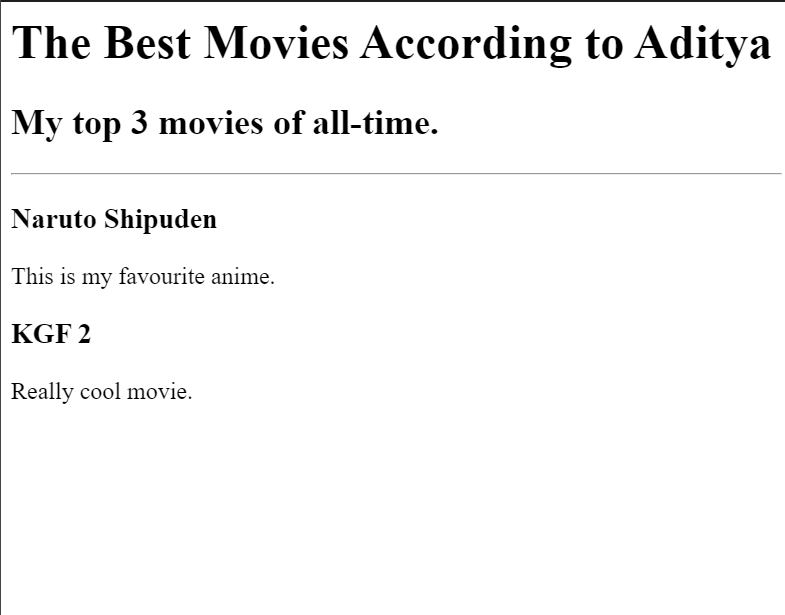 The Best Movies According to Aditya
My top 3 movies of all-time.
Naruto Shipuden
This is my favourite anime.
KGF 2
Really cool movie.